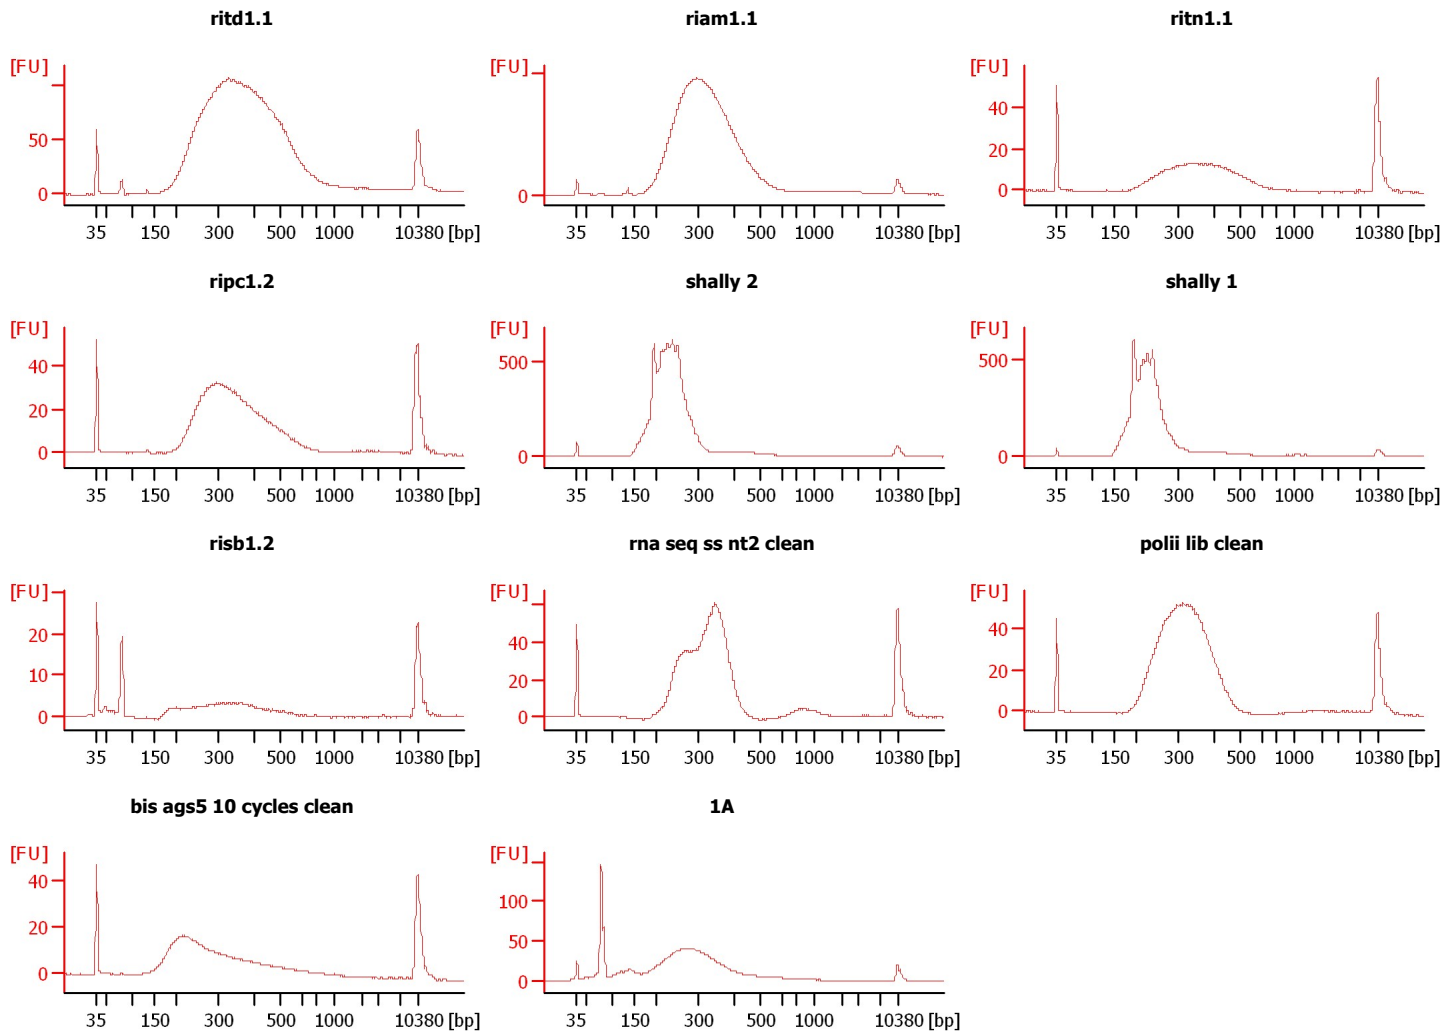 ritd1.1
riam1.1
ritn1.1
[FU]
50
0
35 150 300 500 1000 10380 [bp]
[FU]
0
35 150 300 500 1000 10380 [bp]
[FU]
40
20
0
35 150 300 500 1000 10380 [bp]
ripc1.2
shally 2
shally 1
[FU]
40
20
0
35 150 300 500 1000 10380 [bp]
[FU]
500
0
35 150 300 500 1000 10380 [bp]
[FU]
500
0
35 150 300 500 1000 10380 [bp]
risb1.2
rna seq ss nt2 clean
polii lib clean
[FU]
20
10
0
35 150 300 500 1000 10380 [bp]
[FU]
40
20
0
35 150 300 500 1000 10380 [bp]
[FU]
40
20
0
35 150 300 500 1000 10380 [bp]
bis ags5 10 cycles clean
1A
[FU]
40
20
0
35 150 300 500 1000 10380 [bp]
[FU]
100
50
0
35 150 300 500 1000 10380 [bp]